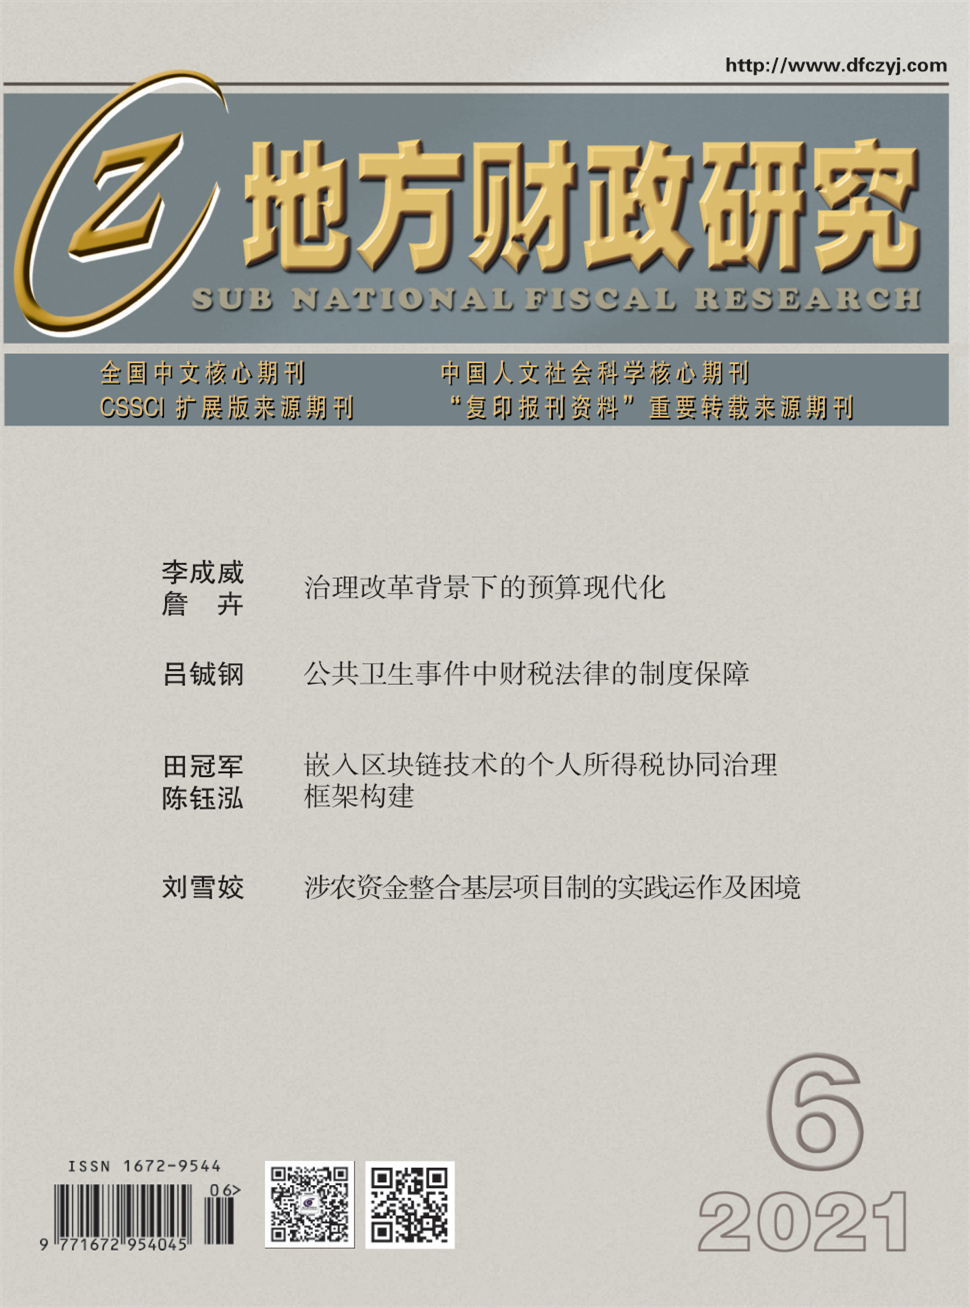 http://www.dfczyj.com
Z
地方财政研究
SUB NATIONAL FISCAL RESEARCH
全国中文核心期刊 中国人文社会科学核心期刊
CSSCI 扩展版来源期刊 “复印报刊资料”重要转载来源期刊
李成威
詹 卉
治理改革背景下的预算现代化
吕铖钢 公共卫生事件中财税法律的制度保障
田冠军 嵌入区块链技术的个人所得税协同治理
陈钰泓 框架构建
刘雪姣 涉农资金整合基层项目制的实践运作及困境
6
2021
ISSN 1672-9544
06>
9 771672 954045